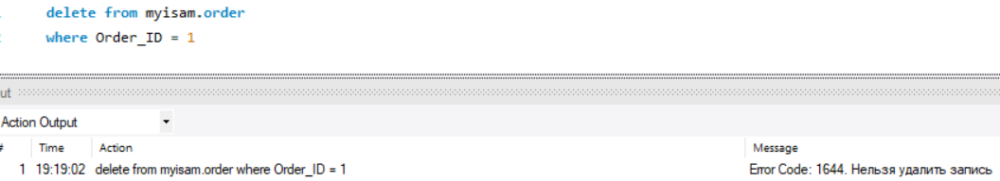 delete from myisam.order
2 where Order_ID = 1
Action Output
# Time Action Message
1 19:19:02 delete from myisam.order where Order_ID = 1 Error Code: 1644. Нельзя удалить запись